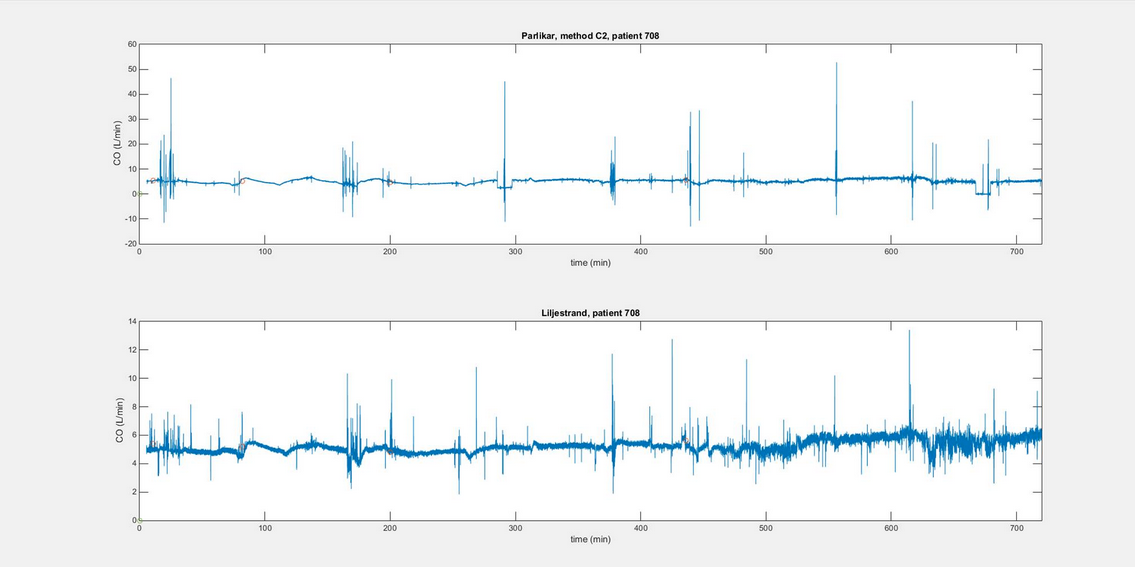 Parlikar, method C2, patient 708
60
50
40
30
20
10
0
-10
-20
CO (L/min)
0 100 200 300 400 500 600 700
time (min)
Liljestrand, patient 708
14
12
10
8
6
4
2
0
CO (L/min)
0 100 200 300 400 500 600 700
time (min)